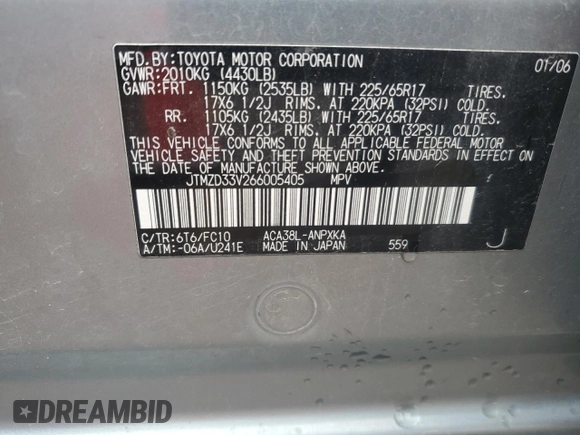 MFD. BY: TOYOTA MOTOR CORPORATION 01/06
GVWR: 2010KG (4430LB)
GAWR: FRT. 1150KG (2535LB) WITH 225/65R17 TIRES.
17X6 1/2J RIMS. AT 220KPA (32PSI) COLD.
RR. 1105KG (2435LB) WITH 225/65R17 TIRES.
17X6 1/2J RIMS. AT 220KPA (32PSI) COLD.
THIS VEHICLE CONFORMS TO ALL APPLICABLE FEDERAL MOTOR
VEHICLE SAFETY AND THEFT PREVENTION STANDARDS IN EFFECT ON
THE DATE OF MANUFACTURE SHOWN ABOVE.
JTMZD33V266005405 MPV
C/TR: 6T6/FC10 ACA38L-ANPXKA
A/TM: -06A/U241E MADE IN JAPAN 559 J
DREAMBID